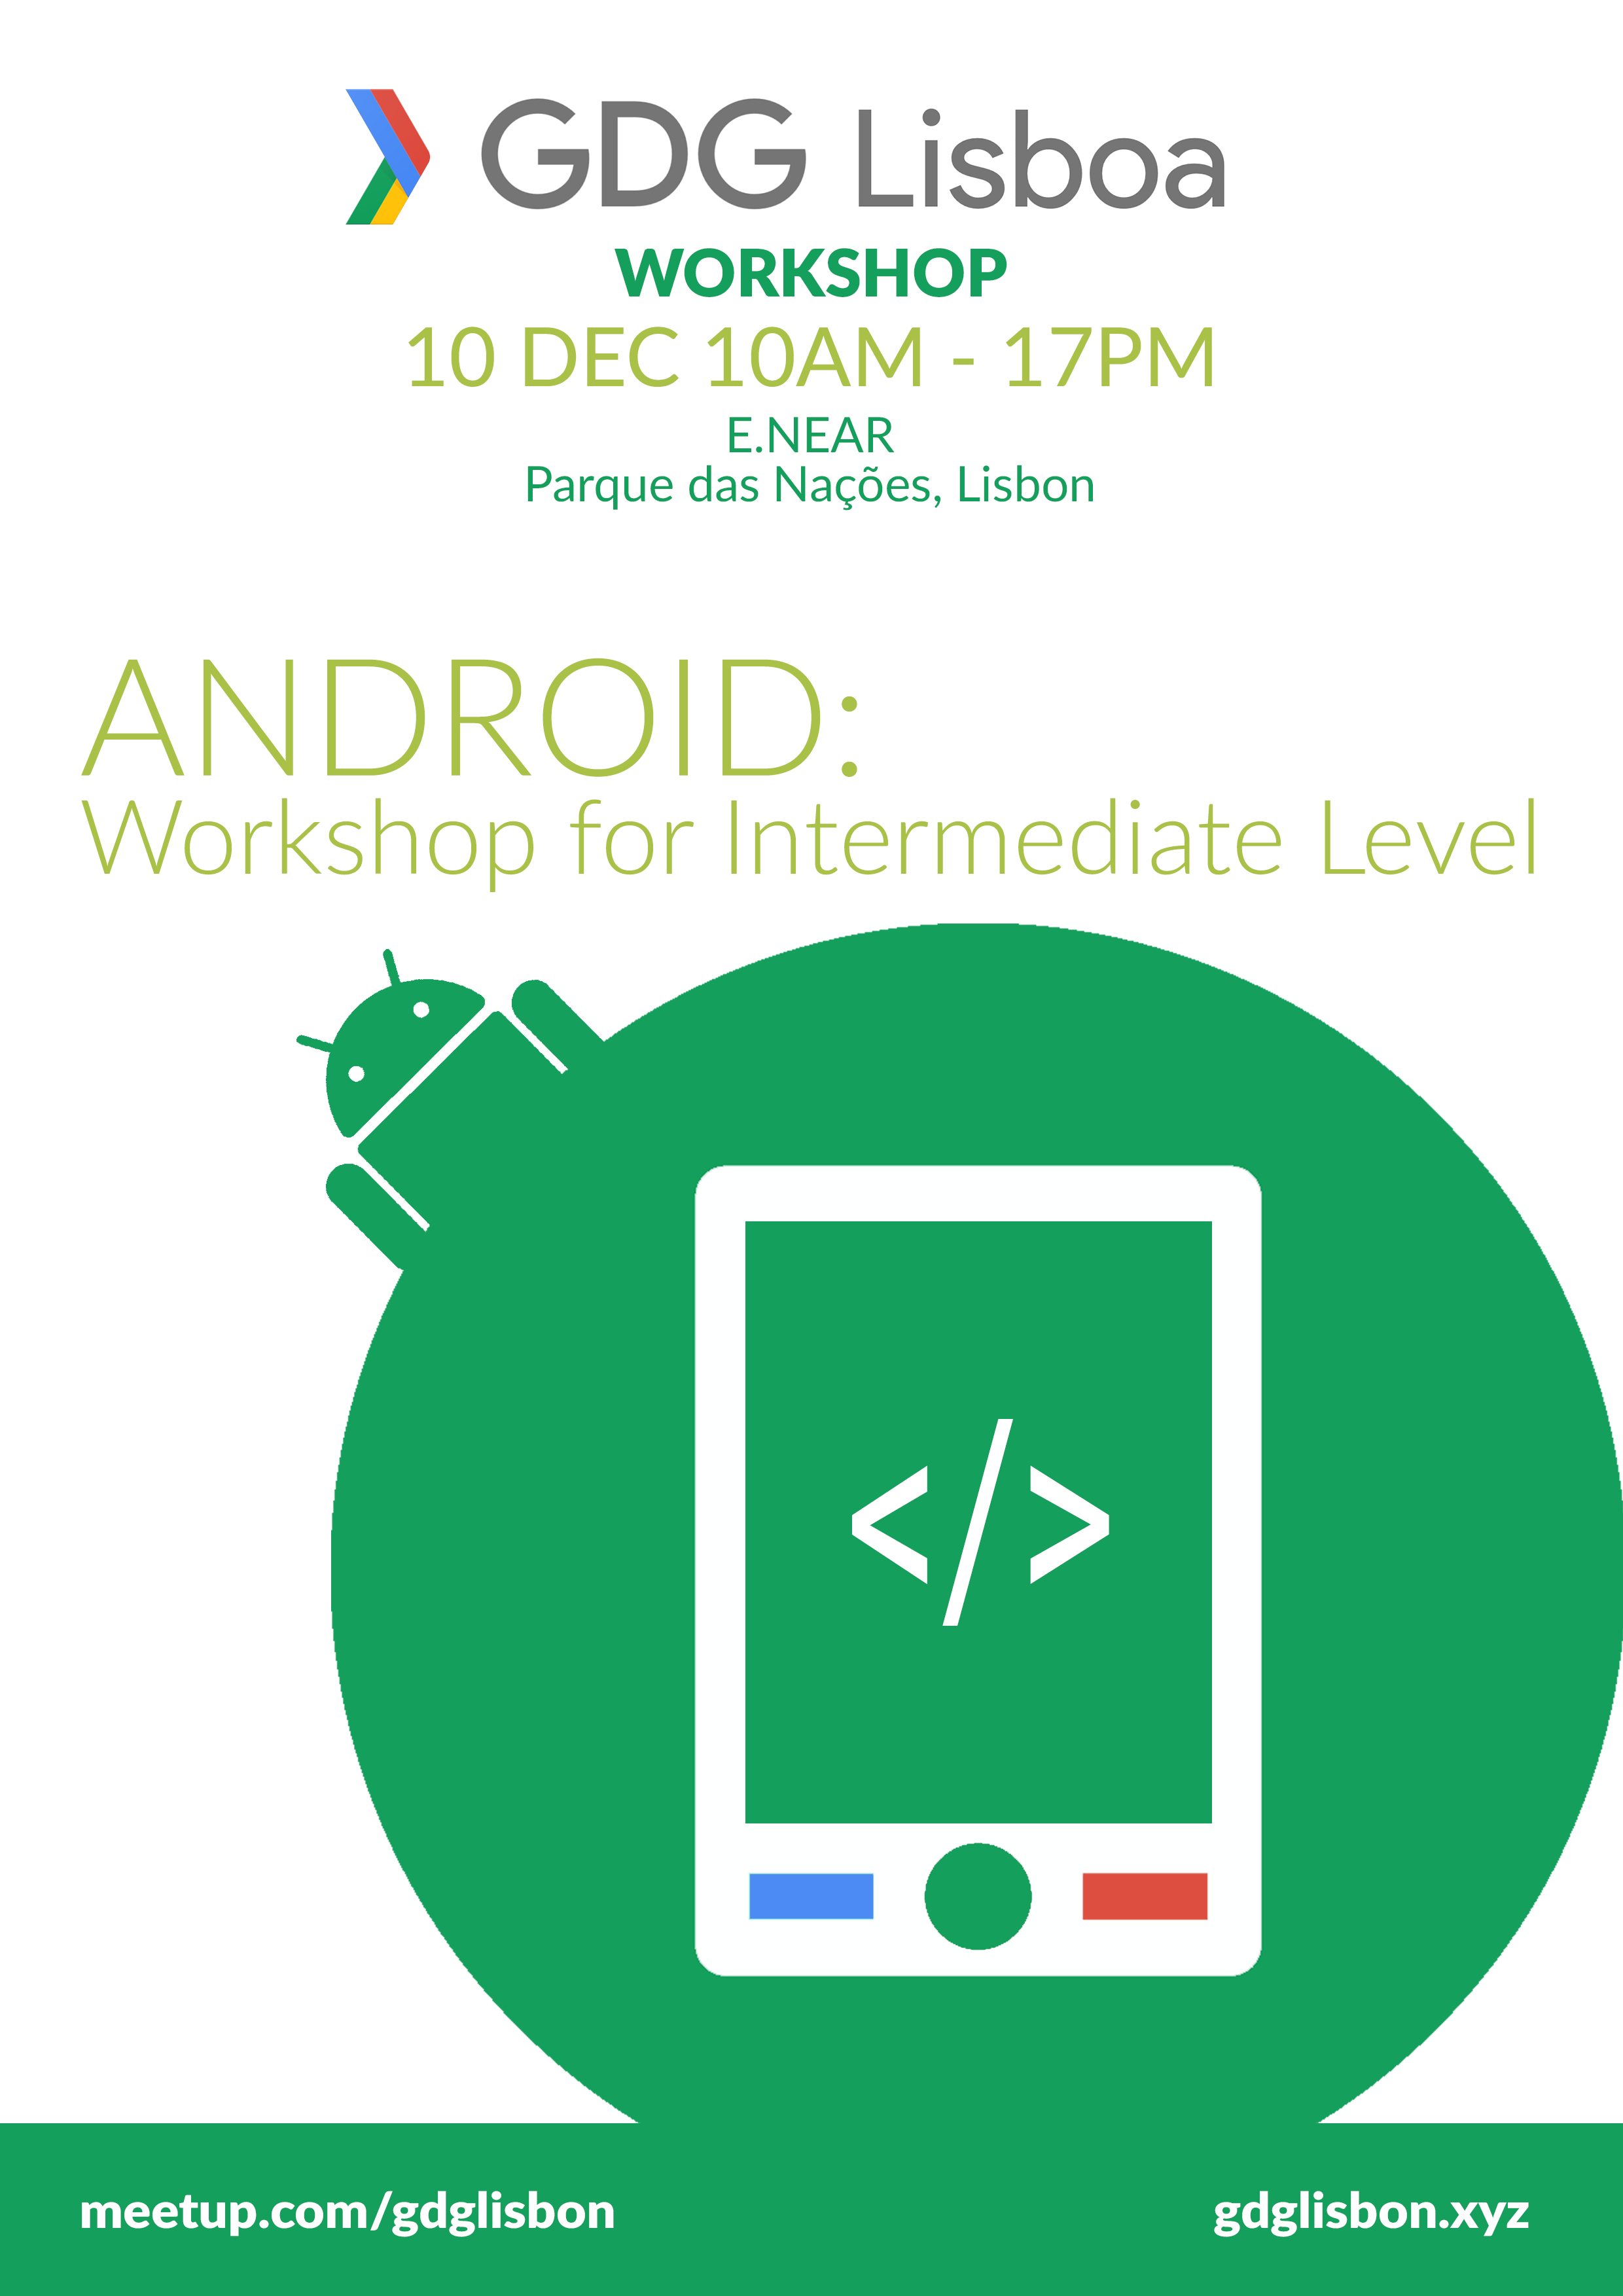 GDG Lisboa
WORKSHOP
10 DEC 10AM - 17PM
E.NEAR
Parque das Nações, Lisbon
ANDROID:
Workshop for Intermediate Level
</>
meetup.com/gdglisbon
gdglisbon.xyz